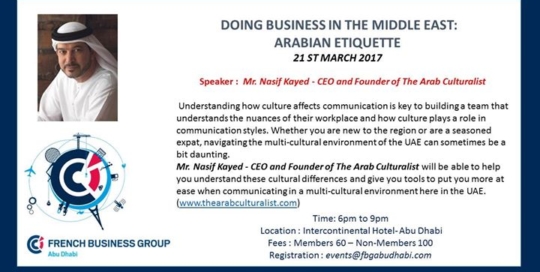 DOING BUSINESS IN THE MIDDLE EAST:
ARABIAN ETIQUETTE
21 ST MARCH 2017
Speaker : Mr. Nasif Kayed - CEO and Founder of The Arab Culturalist
Understanding how culture affects communication is key to building a team that
understands the nuances of their workplace and how culture plays a role in
communication styles. Whether you are new to the region or are a seasoned
expat, navigating the multi-cultural environment of the UAE can sometimes be a
bit daunting.
Mr. Nasif Kayed - CEO and Founder of The Arab Culturalist will be able to help
you understand these cultural differences and give you tools to put you more at
ease when communicating in a multi-cultural environment here in the UAE.
(www.thearabculturalist.com)
Time: 6pm to 9pm
Location : Intercontinental Hotel- Abu Dhabi
Fees : Members 60 – Non-Members 100
Registration : events@fbgabudhabi.com
FRENCH BUSINESS GROUP
Abu Dhabi